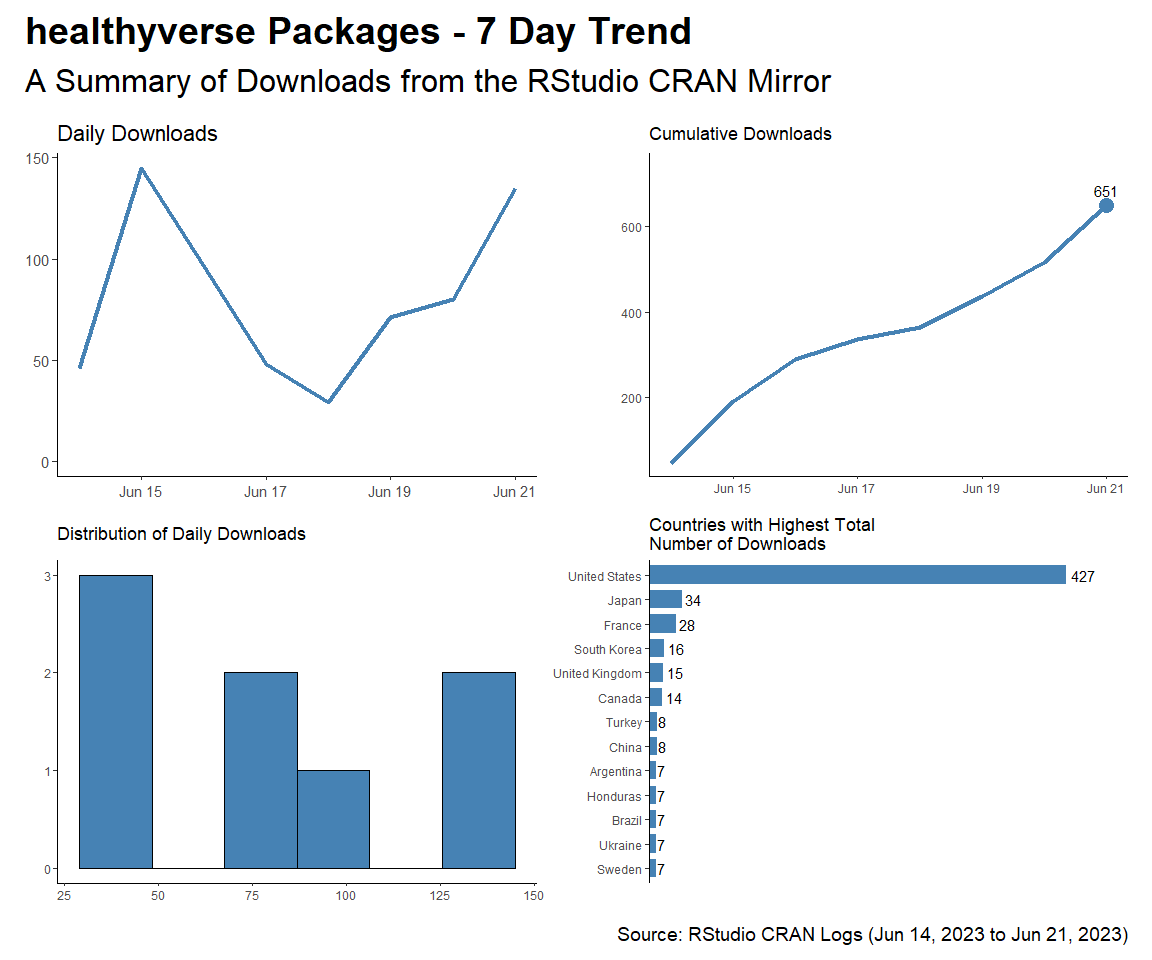 healthyverse Packages - 7 Day Trend
A Summary of Downloads from the RStudio CRAN Mirror
Daily Downloads
150
100
50
0
Jun 15 Jun 17 Jun 19 Jun 21
Cumulative Downloads
651
600
400
200
Jun 15 Jun 17 Jun 19 Jun 21
Distribution of Daily Downloads
3
2
1
0
25 50 75 100 125 150
Countries with Highest Total
Number of Downloads
United States 427
Japan 34
France 28
South Korea 16
United Kingdom 15
Canada 14
Turkey 8
China 8
Argentina 7
Honduras 7
Brazil 7
Ukraine 7
Sweden 7
Source: RStudio CRAN Logs (Jun 14, 2023 to Jun 21, 2023)